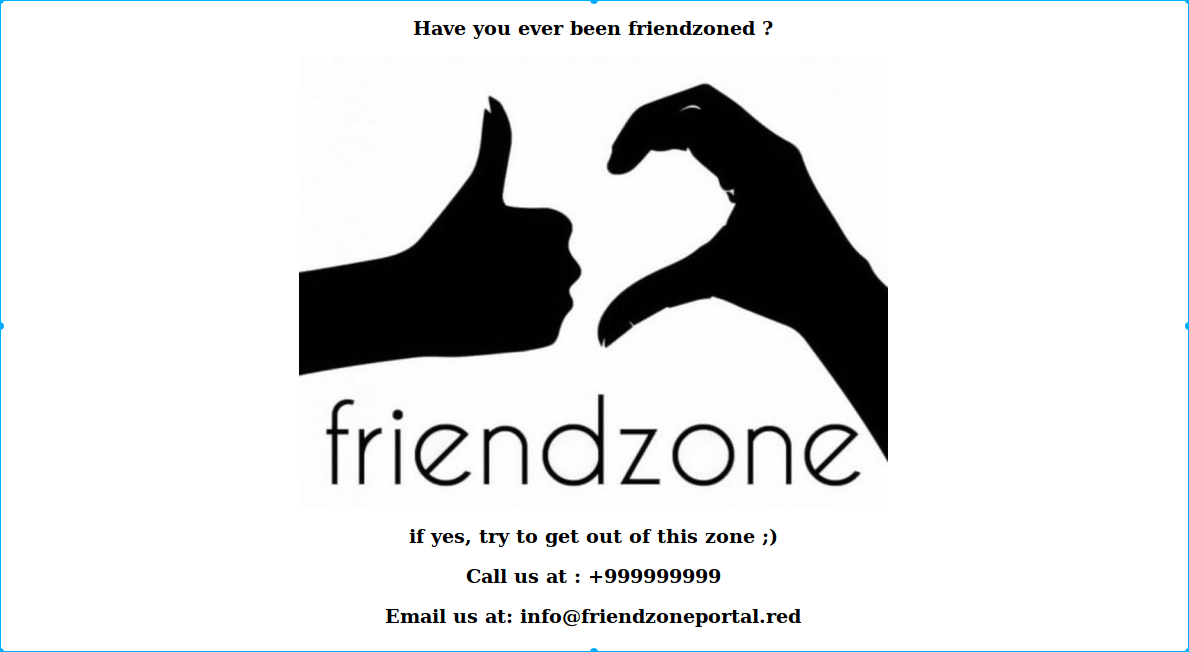 Have you ever been friendzoned ?
friendzone
if yes, try to get out of this zone ;)
Call us at : +999999999
Email us at: info@friendzoneportal.red